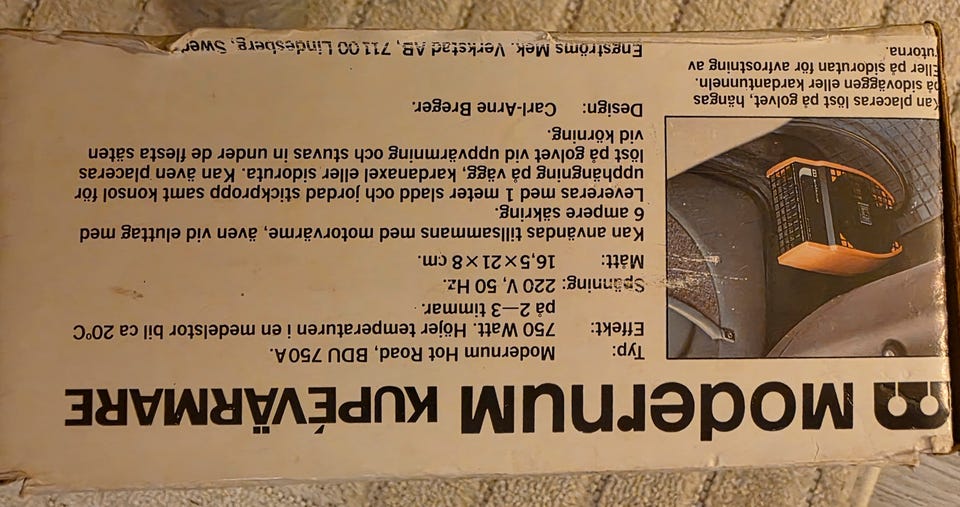 Modernum KUPÉVÄRMARE
Typ: Modernum Hot Road, BDU 750A.
Effekt: 750 Watt. Höjer temperaturen i en medelstor bil ca 20°C
på 2–3 timmar.
Spänning: 220 V, 50 Hz.
Mått: 16,5×21×8 cm.
Kan användas tillsammans med motorvärme, även vid eluttag med
6 ampere säkring.
Levereras med 1 meter sladd och jordad stickpropp samt konsol för
upphängning på vägg, kardanaxel eller sidoruta. Kan även placeras
löst på golvet vid uppvärmning och stuvas in under de flesta säten
vid körning.
Design: Carl-Arne Breger.
Engströms Mek. Verkstad AB, 711 00 Lindesberg, Swe
Kan placeras löst på golvet, hängas
på sidoväggen eller kardantunneln.
Eller på sidorutan för avfrostning av
rutorna.